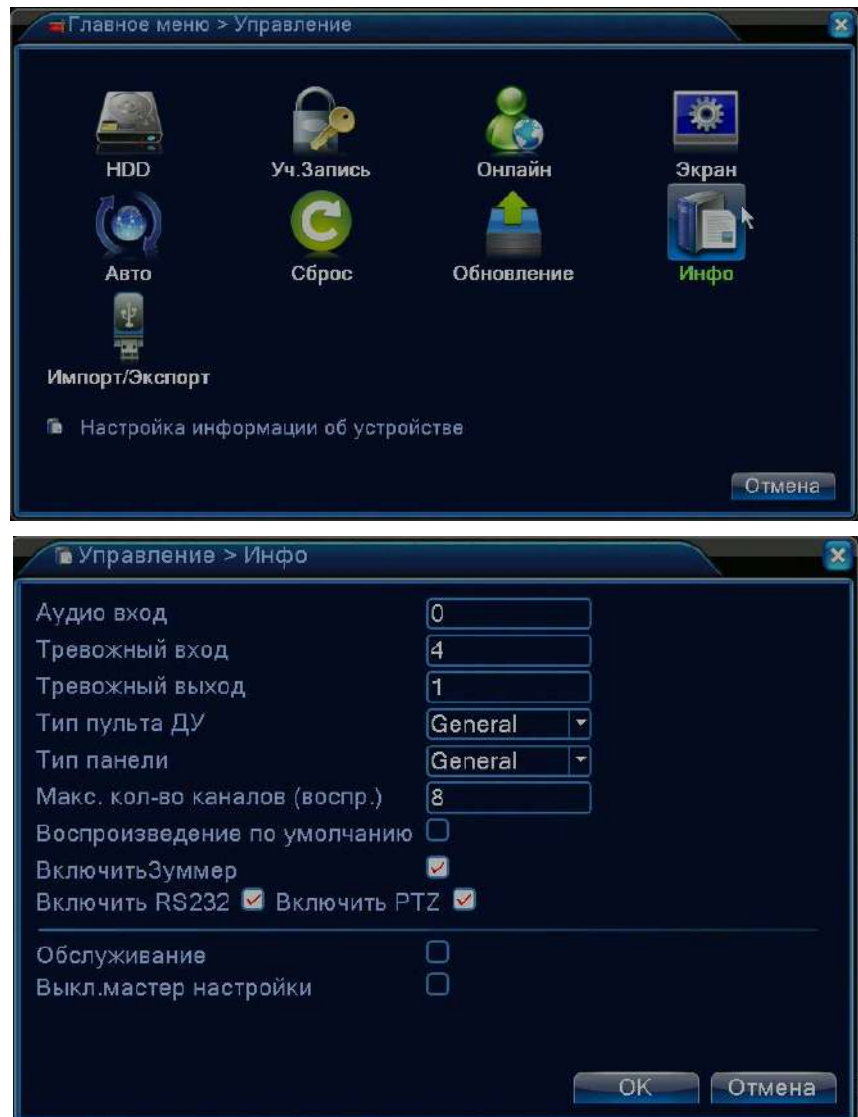 Главное меню > Управление
HDD Уч.Запись Онлайн Экран
Авто Сброс Обновление Инфо
Импорт/Экспорт
Настройка информации об устройстве
Отмена
Управление > Инфо
Аудио вход 0
Тревожный вход 4
Тревожный выход 1
Тип пульта ДУ General
Тип панели General
Макс. кол-во каналов (воспр.) 8
Воспроизведение по умолчанию
ВключитьЗуммер
Включить RS232 Включить PTZ
Обслуживание
Выкл.мастер настройки
OK Отмена